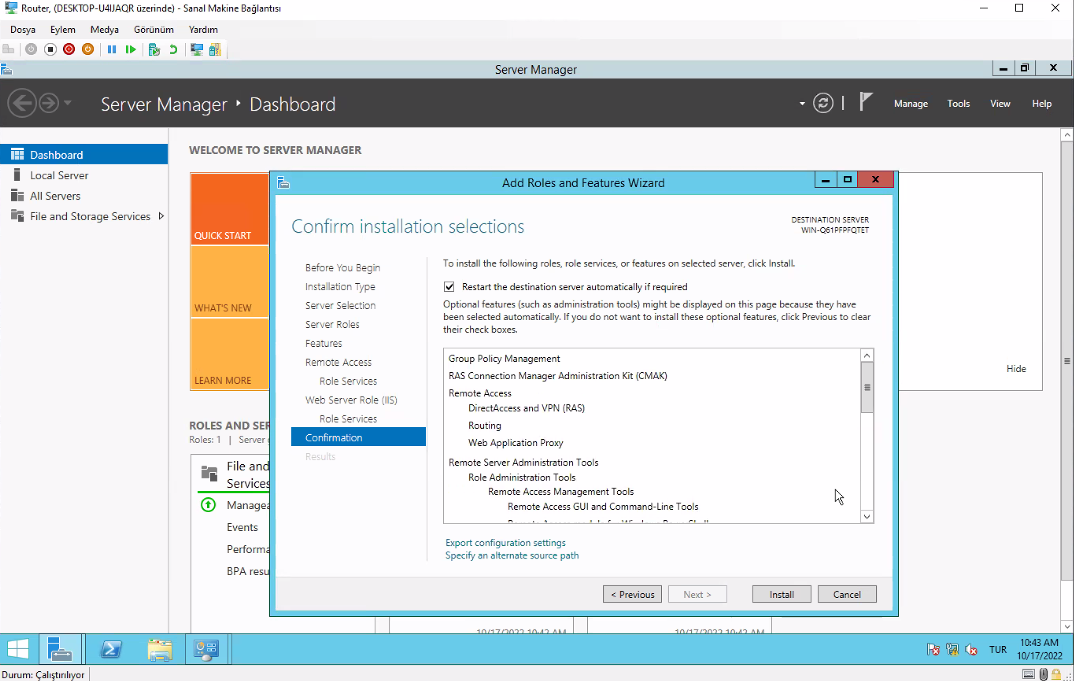 Router, (DESKTOP-U4IJAQR üzerinde) - Sanal Makine Bağlantısı
Dosya Eylem Medya Görünüm Yardım
Server Manager
Server Manager Dashboard
Manage Tools View Help
Dashboard
Local Server
All Servers
File and Storage Services
WELCOME TO SERVER MANAGER
QUICK START
WHAT'S NEW
LEARN MORE
Hide
ROLES AND SER
Roles: 1 | Server
File and
Services
Manage
Events
Performa
BPA resu
Add Roles and Features Wizard
Confirm installation selections
DESTINATION SERVER
WIN-Q61PFPFQTET
Before You Begin
Installation Type
Server Selection
Server Roles
Features
Remote Access
Role Services
Web Server Role (IIS)
Role Services
Confirmation
Results
To install the following roles, role services, or features on selected server, click Install.
Restart the destination server automatically if required
Optional features (such as administration tools) might be displayed on this page because they have
been selected automatically. If you do not want to install these optional features, click Previous to clear
their check boxes.
Group Policy Management
RAS Connection Manager Administration Kit (CMAK)
Remote Access
DirectAccess and VPN (RAS)
Routing
Web Application Proxy
Remote Server Administration Tools
Role Administration Tools
Remote Access Management Tools
Remote Access GUI and Command-Line Tools
Export configuration settings
Specify an alternate source path
< Previous Next > Install Cancel
10/17/2022 10:42 AM 10/17/2022 10:42 AM
TUR
10:43 AM
10/17/2022
Durum: Çalıştırılıyor